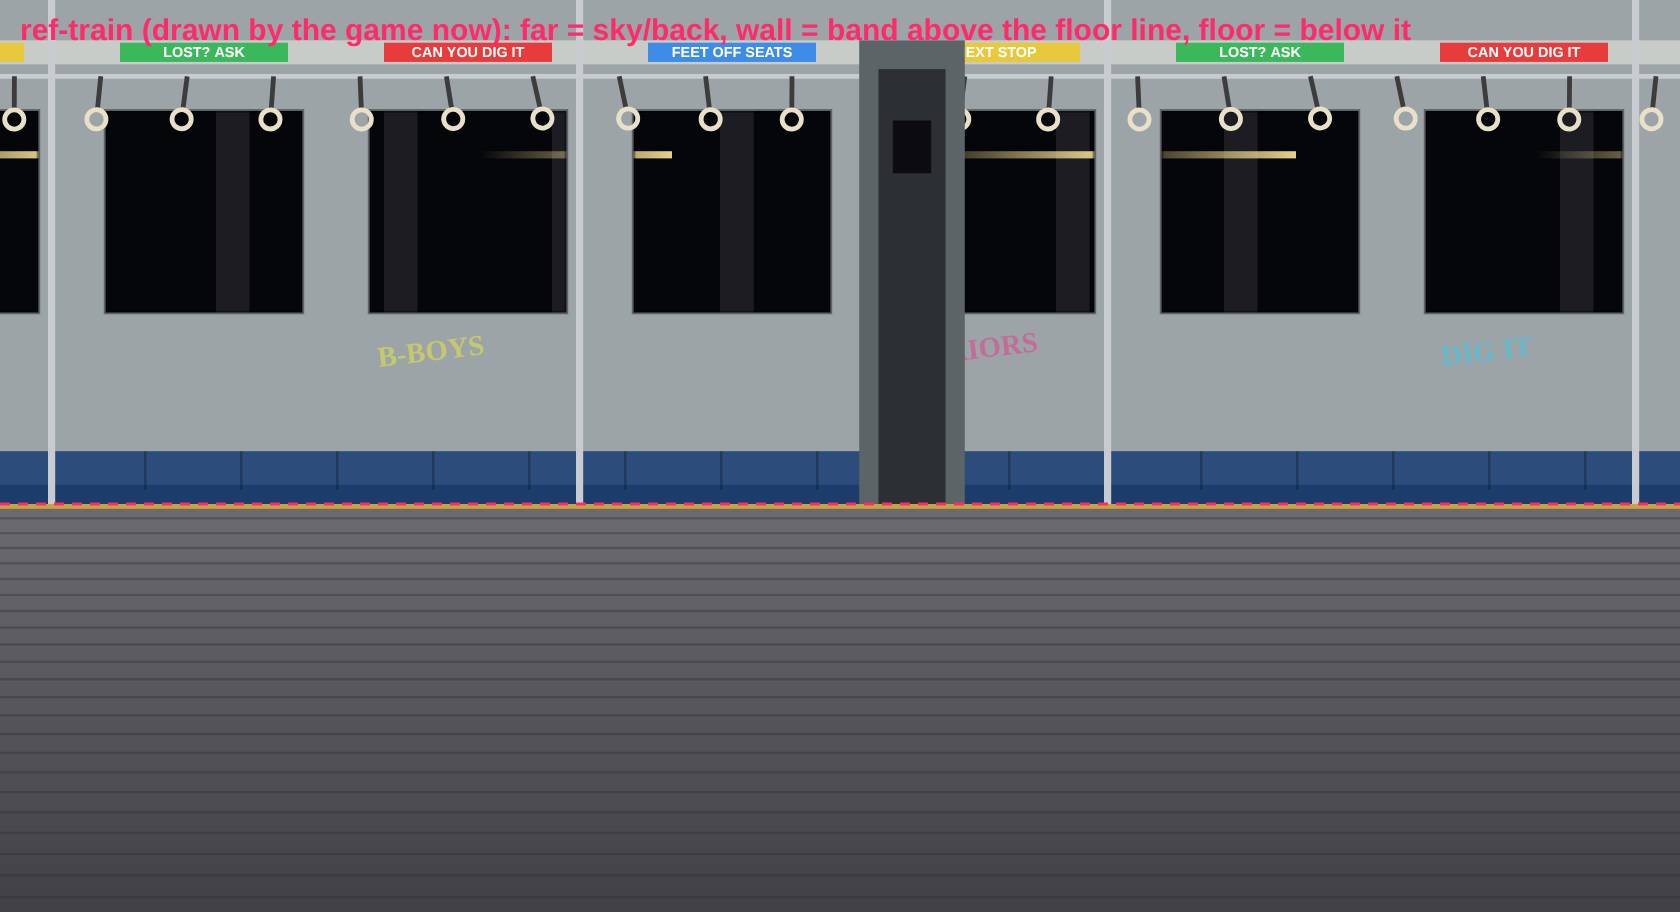 ref-train (drawn by the game now): far = sky/back, wall = band above the floor line, floor = below it
LOST? ASK
CAN YOU DIG IT
FEET OFF SEATS
EXT STOP
LOST? ASK
CAN YOU DIG IT
B-BOYS
IORS
DIG IT